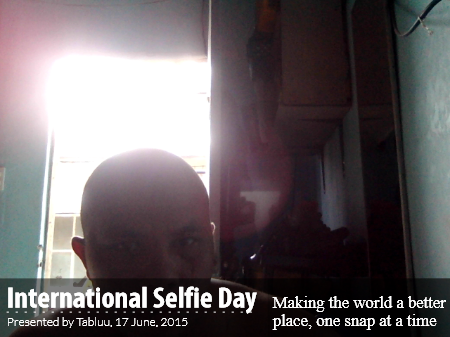 International Selfie Day
Presented by Tabluu, 17 June, 2015
Making the world a better
place, one snap at a time